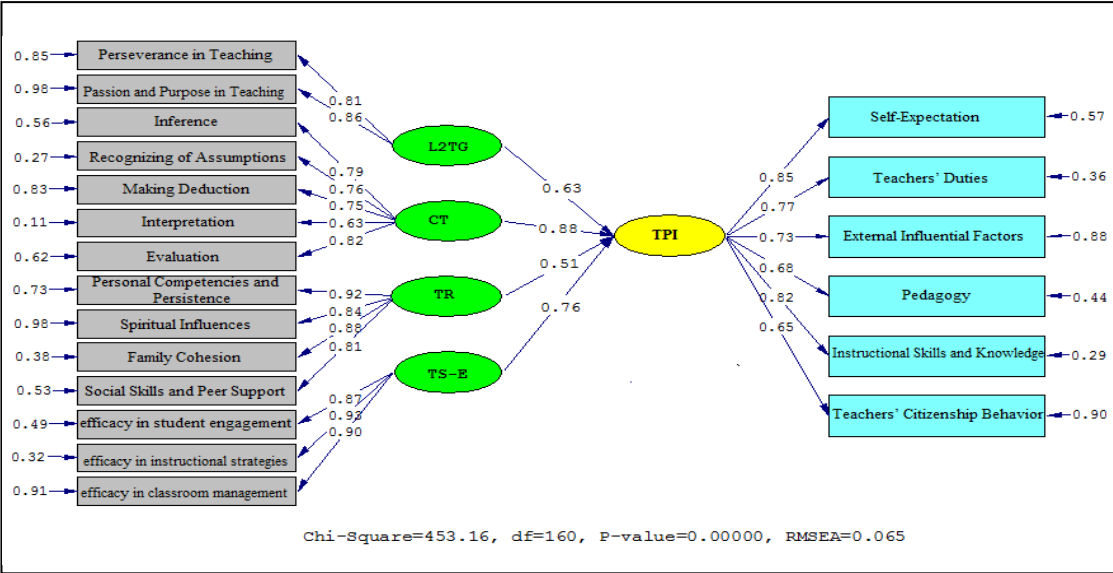 0.85 Perseverance in Teaching
0.98 Passion and Purpose in Teaching
0.56 Inference
0.27 Recognizing of Assumptions
0.83 Making Deduction
0.11 Interpretation
0.62 Evaluation
0.73 Personal Competencies and
Persistence
0.98 Spiritual Influences
0.38 Family Cohesion
0.53 Social Skills and Peer Support
0.49 efficacy in student engagement
0.32 efficacy in instructional strategies
0.91 efficacy in classroom management
0.81
0.86
0.79
0.76
0.75
0.63
0.82
0.92
0.84
0.88
0.81
0.87
0.93
0.90
L2TG
CT
TR
TS-E
0.63
0.88
0.51
0.76
TPI
0.85
0.77
0.73
0.68
0.82
0.65
Self-Expectation 0.57
Teachers’ Duties 0.36
External Influential Factors 0.88
Pedagogy 0.44
Instructional Skills and Knowledge 0.29
Teachers’ Citizenship Behavior 0.90
Chi-Square=453.16, df=160, P-value=0.00000, RMSEA=0.065